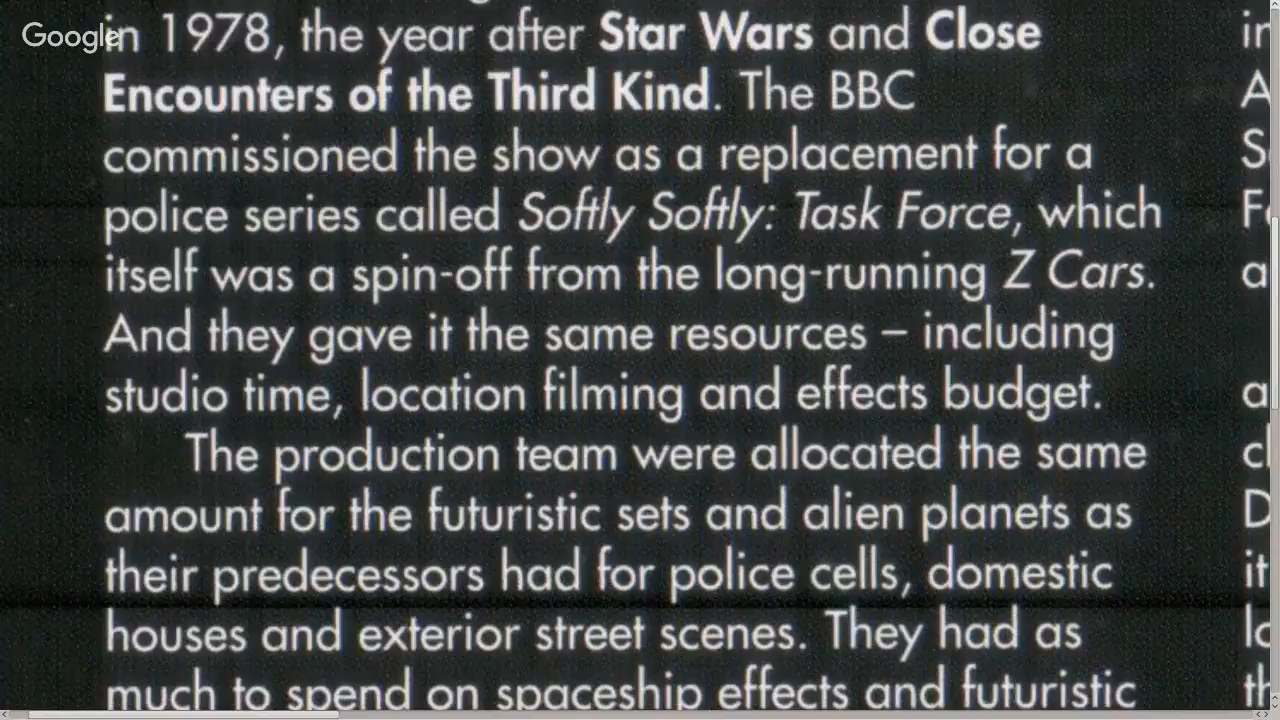 Google
in 1978, the year after Star Wars and Close
Encounters of the Third Kind. The BBC
commissioned the show as a replacement for a
police series called Softly Softly: Task Force, which
itself was a spin-off from the long-running Z Cars.
And they gave it the same resources – including
studio time, location filming and effects budget.
The production team were allocated the same
amount for the futuristic sets and alien planets as
their predecessors had for police cells, domestic
houses and exterior street scenes. They had as
much to spend on spaceship effects and futuristic